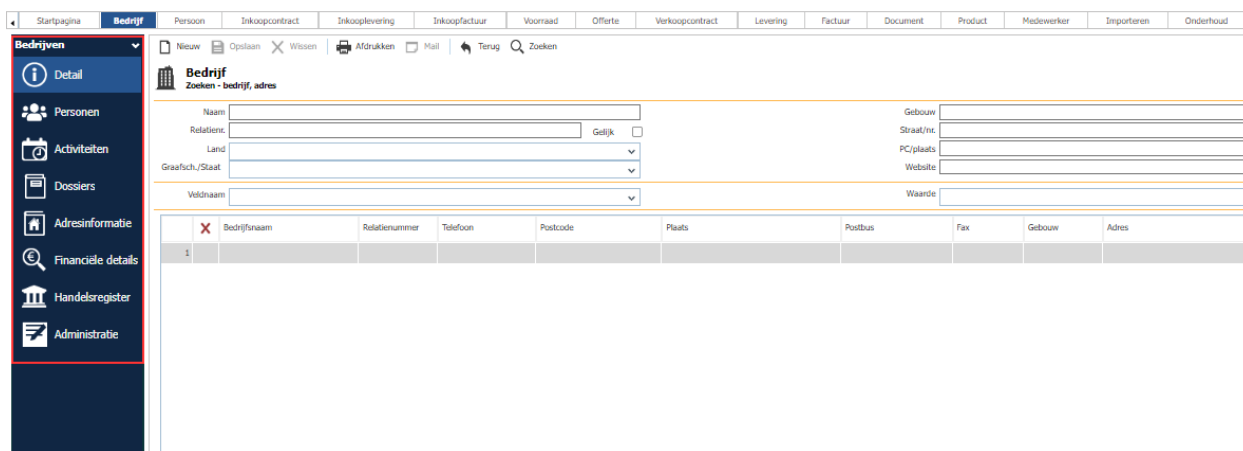 Startpagina Bedrijf Persoon Inkoopcontract Inkooplevering Inkoopfactuur Voorraad Offerte Verkoopcontract Levering Factuur Document Product Medewerker Importeren Onderhoud
Bedrijven
Nieuw Opslaan Wissen Afdrukken Mail Terug Zoeken
Detail
Personen
Activiteiten
Dossiers
Adresinformatie
Financiële details
Handelsregister
Administratie
Bedrijf
Zoeken - bedrijf, adres
Naam Gebouw
Relatienr. Gelijk Straat/nr.
Land PC/plaats
Graafsch./Staat Website
Veldnaam Waarde
Bedrijfsnaam Relatienummer Telefoon Postcode Plaats Postbus Fax Gebouw Adres
1